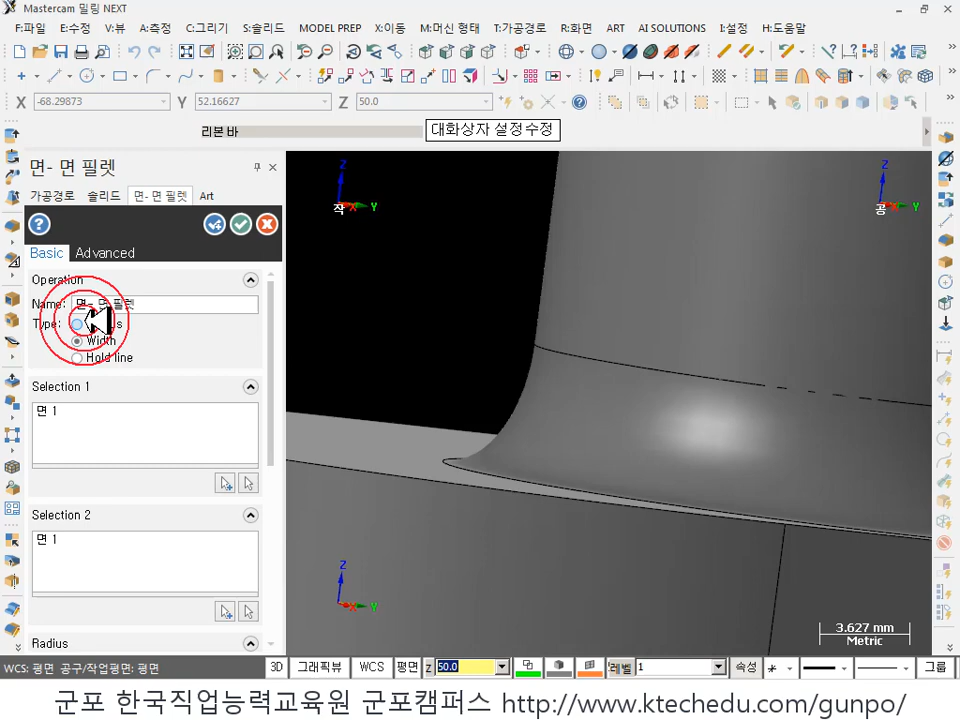 Mastercam 밀링 NEXT
F:파일 E:수정 V:뷰 A:측정 C:그리기 S:솔리드 MODEL PREP X:이동 M:머신 형태 T:가공경로 R:화면 ART AI SOLUTIONS I:설정 H:도움말
X -68.29873 Y 52.16627 Z 50.0
리본 바 대화상자 설정수정
면- 면 필렛
가공경로 솔리드 면- 면 필렛 Art
Basic Advanced
Operation
Name: 면- 면 필렛
Type:
Width
Hold line
Selection 1
면 1
Selection 2
면 1
Radius
Z
작 X Y
Z
공 X Y
Z
X Y
3.627 mm
Metric
WCS: 평면 공구/작업평면: 평면 3D 그래픽뷰 WCS 평면 Z 50.0 레벨 1 속성 그룹
군포 한국직업능력교육원 군포캠퍼스 http://www.ktechedu.com/gunpo/